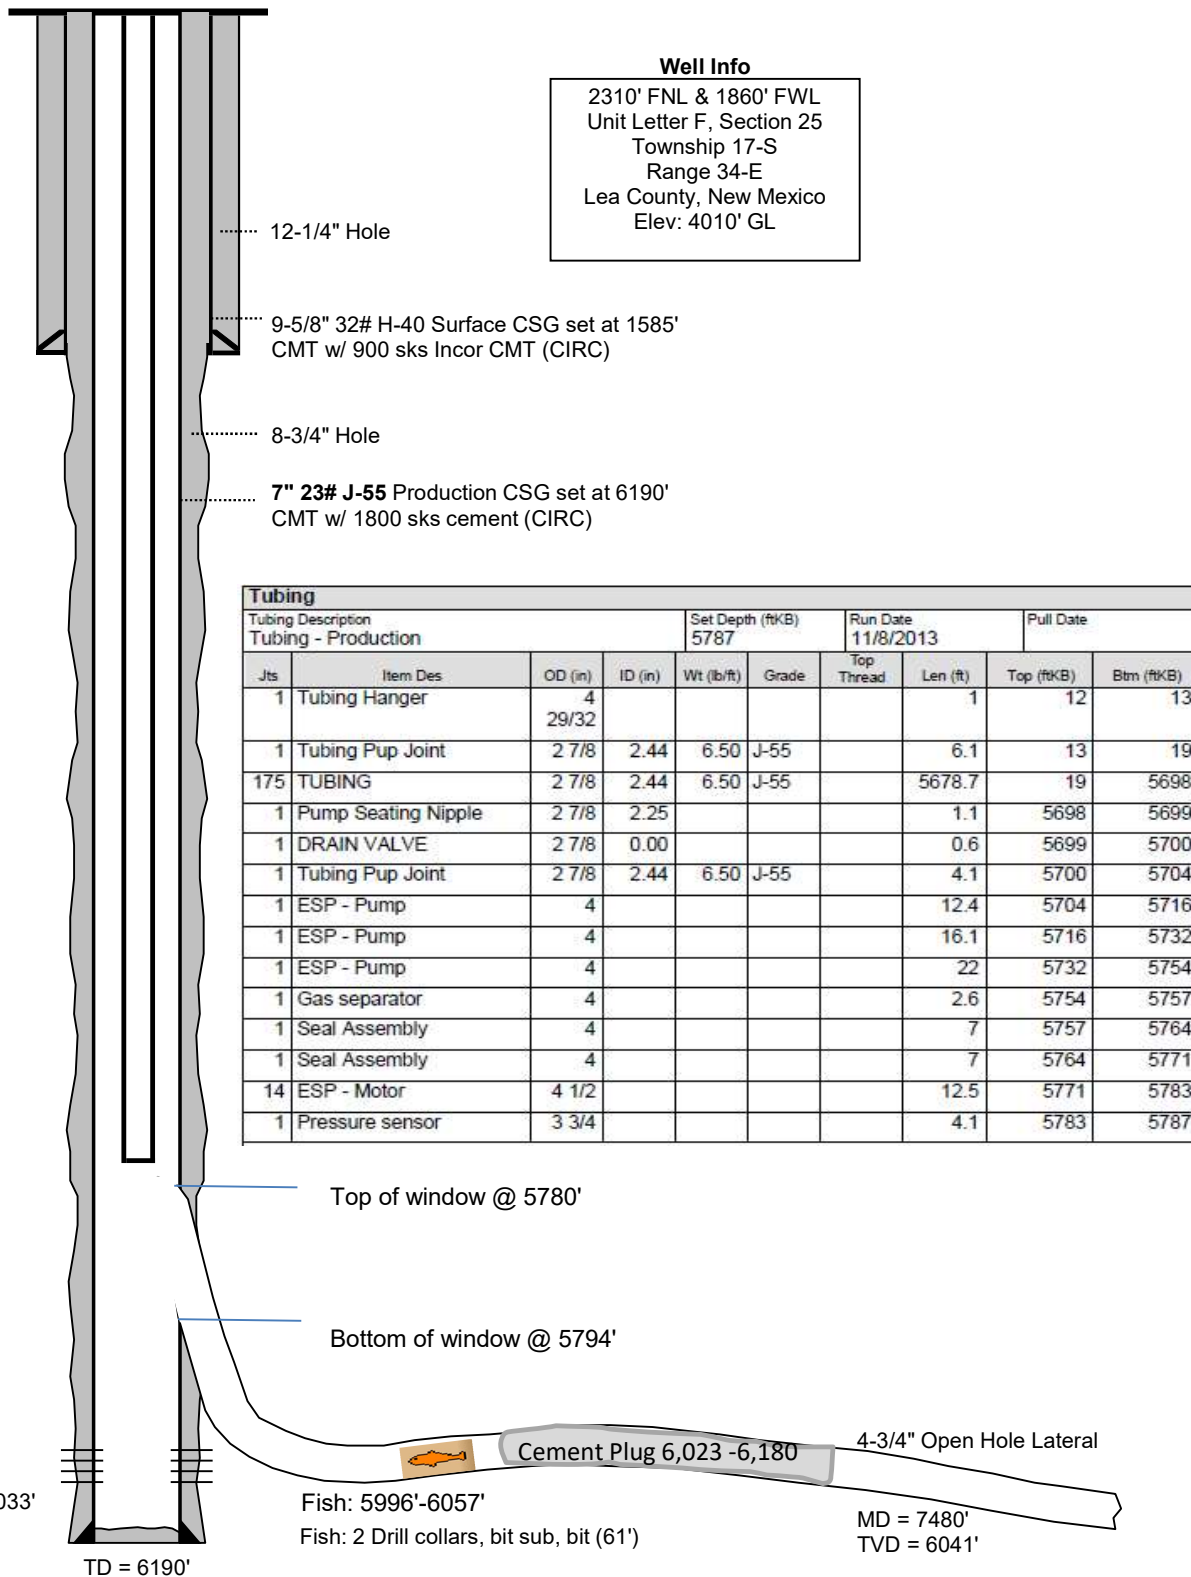 Well Info
2310' FNL & 1860' FWL
Unit Letter F, Section 25
Township 17-S
Range 34-E
Lea County, New Mexico
Elev: 4010' GL
12-1/4" Hole
9-5/8" 32# H-40 Surface CSG set at 1585'
CMT w/ 900 sks Incor CMT (CIRC)
8-3/4" Hole
7" 23# J-55 Production CSG set at 6190'
CMT w/ 1800 sks cement (CIRC)
Tubing
Tubing Description Set Depth (ftKB) Run Date Pull Date
Tubing - Production 5787 11/8/2013
Jts Item Des OD (in) ID (in) Wt (lb/ft) Grade Top Thread Len (ft) Top (ftKB) Btm (ftKB)
1 Tubing Hanger 4 29/32 1 12 13
1 Tubing Pup Joint 2 7/8 2.44 6.50 J-55 6.1 13 19
175 TUBING 2 7/8 2.44 6.50 J-55 5678.7 19 5698
1 Pump Seating Nipple 2 7/8 2.25 1.1 5698 5699
1 DRAIN VALVE 2 7/8 0.00 0.6 5699 5700
1 Tubing Pup Joint 2 7/8 2.44 6.50 J-55 4.1 5700 5704
1 ESP - Pump 4 12.4 5704 5716
1 ESP - Pump 4 16.1 5716 5732
1 ESP - Pump 4 22 5732 5754
1 Gas separator 4 2.6 5754 5757
1 Seal Assembly 4 7 5757 5764
1 Seal Assembly 4 7 5764 5771
14 ESP - Motor 4 1/2 12.5 5771 5783
1 Pressure sensor 3 3/4 4.1 5783 5787
Top of window @ 5780'
Bottom of window @ 5794'
Cement Plug 6,023 -6,180
4-3/4" Open Hole Lateral
033'
Fish: 5996'-6057'
Fish: 2 Drill collars, bit sub, bit (61')
MD = 7480'
TVD = 6041'
TD = 6190'